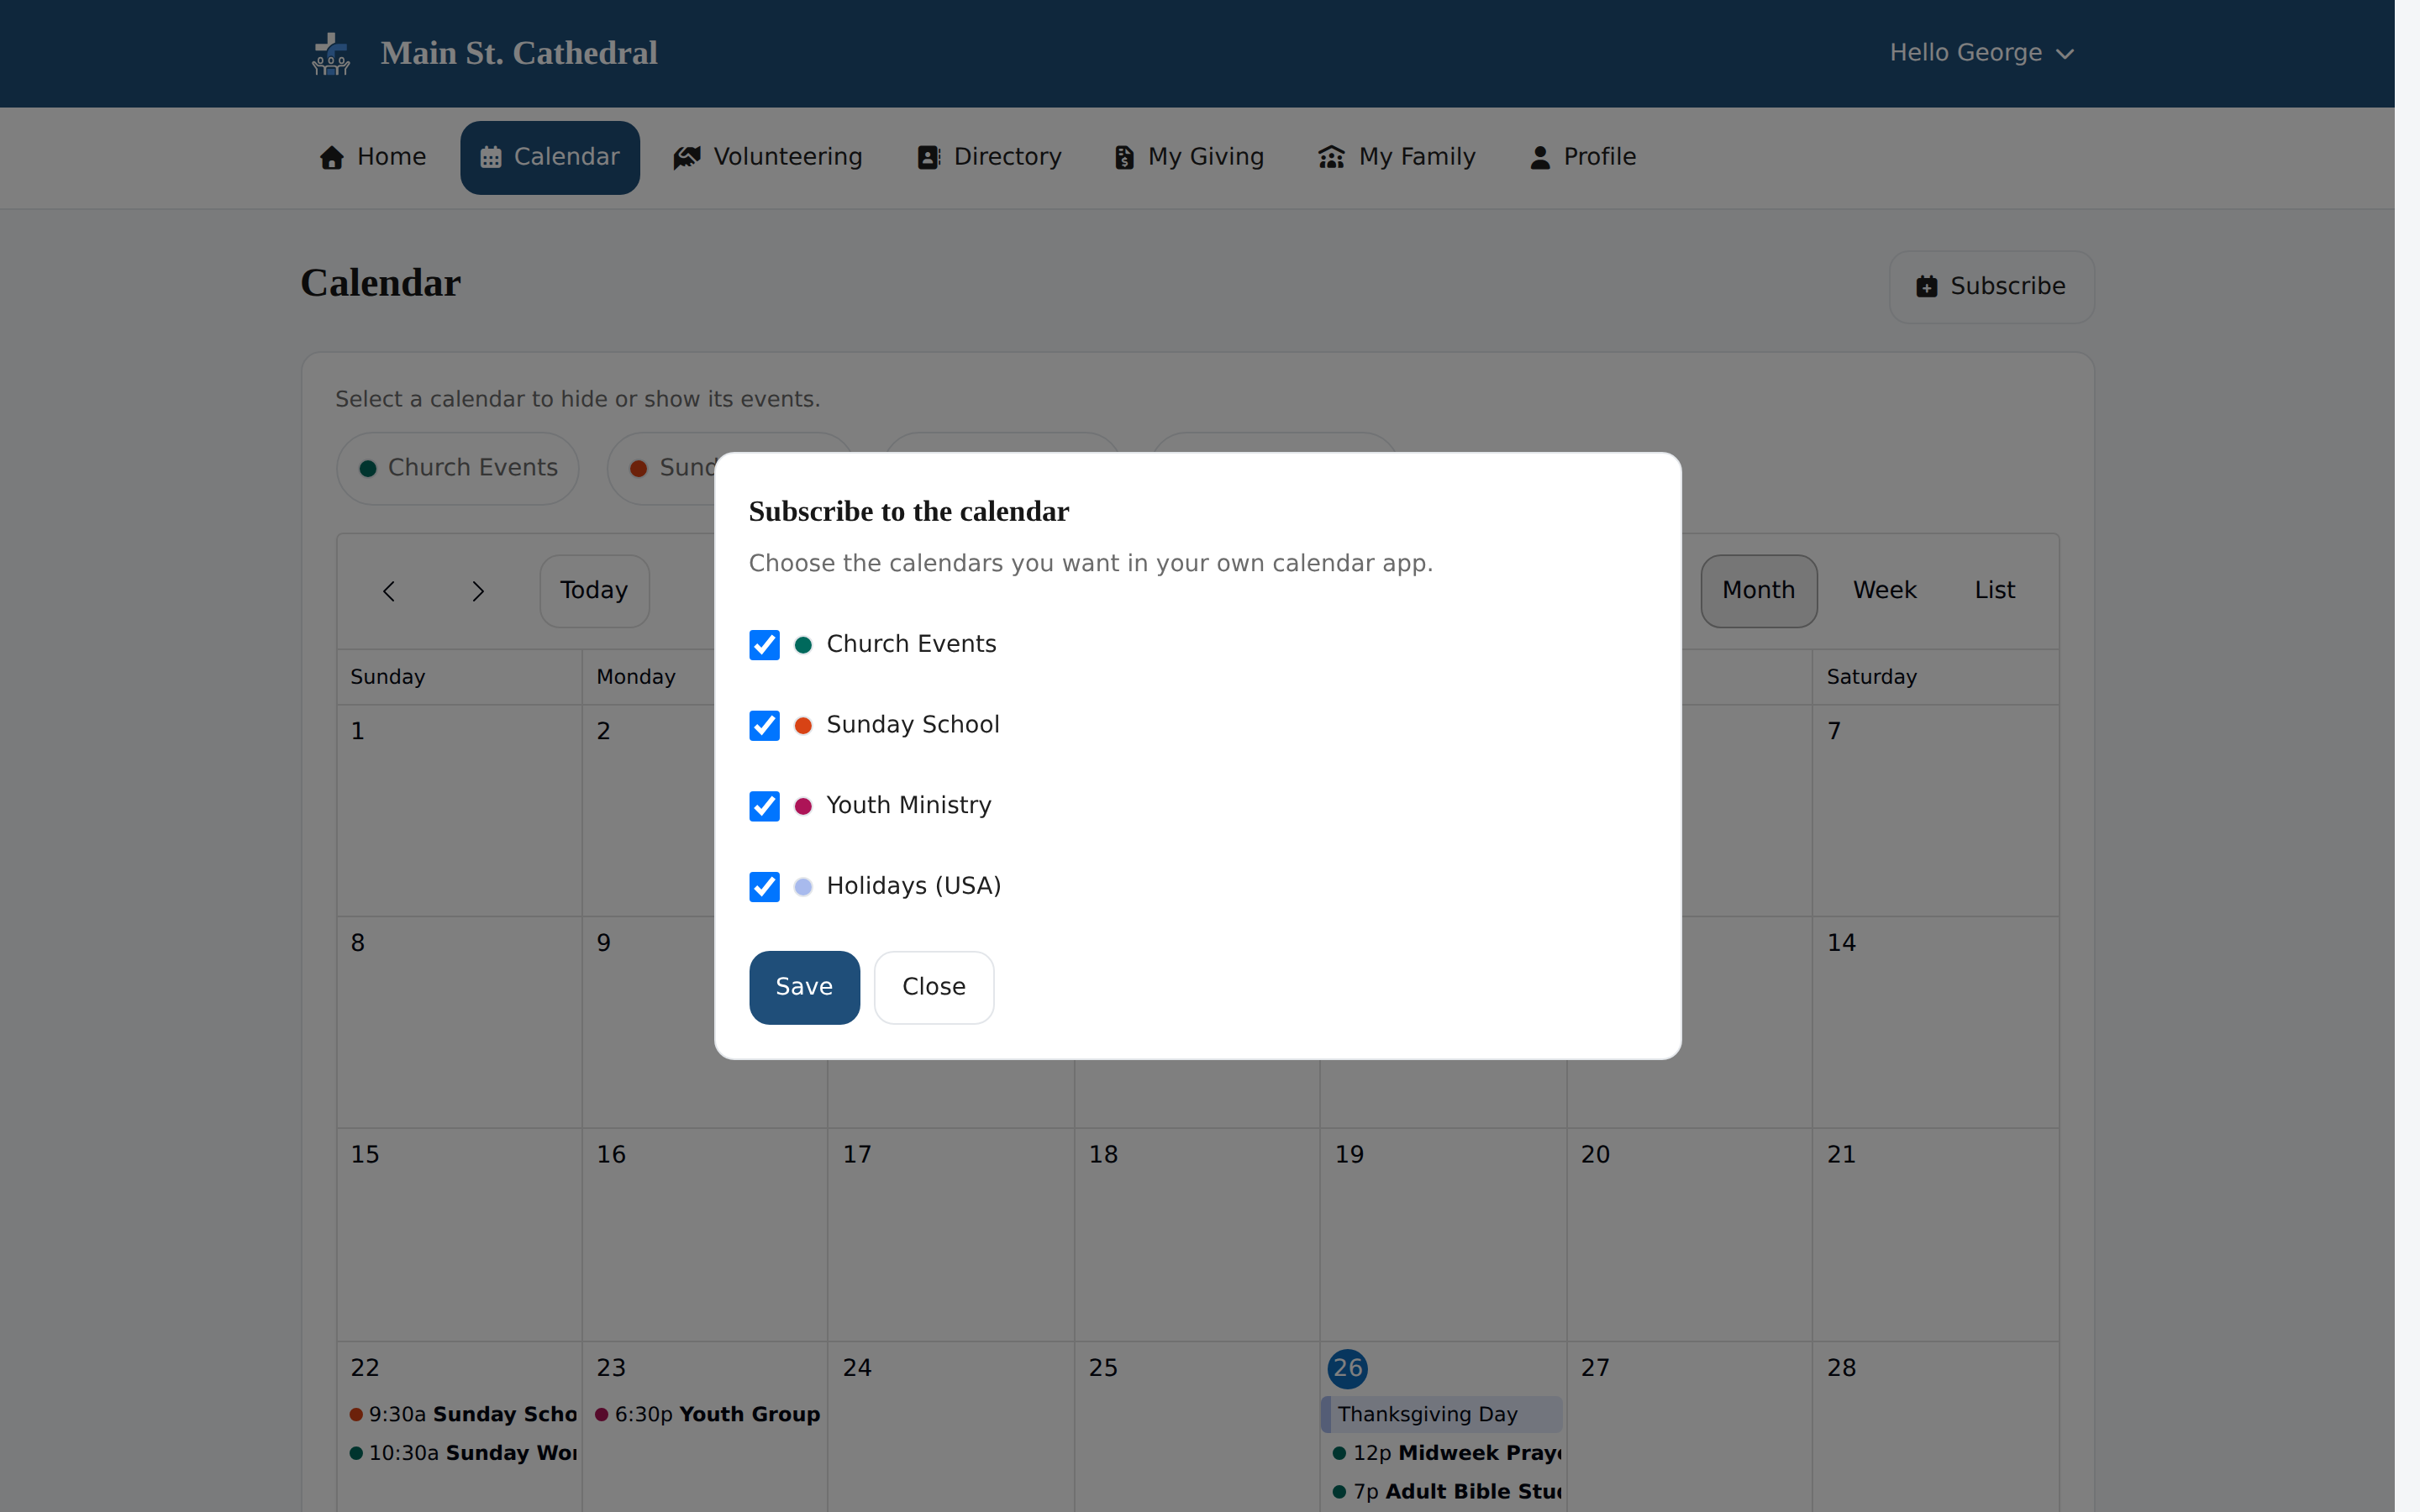 Main St. Cathedral
Hello George
Home
Calendar
Volunteering
Directory
My Giving
My Family
Profile
Calendar
Subscribe
Select a calendar to hide or show its events.
Church Events
Subscribe to the calendar
Choose the calendars you want in your own calendar app.
Church Events
Sunday School
Youth Ministry
Holidays (USA)
Save
Close
Today
Month
Week
List
Sunday
Monday
Saturday
1
2
7
8
9
14
15
16
17
18
19
20
21
22
23
24
25
26
27
28
9:30a Sunday
10:30a Sunday
6:30p Youth Group
Thanksgiving Day
12p Midweek
7p Adult Bible